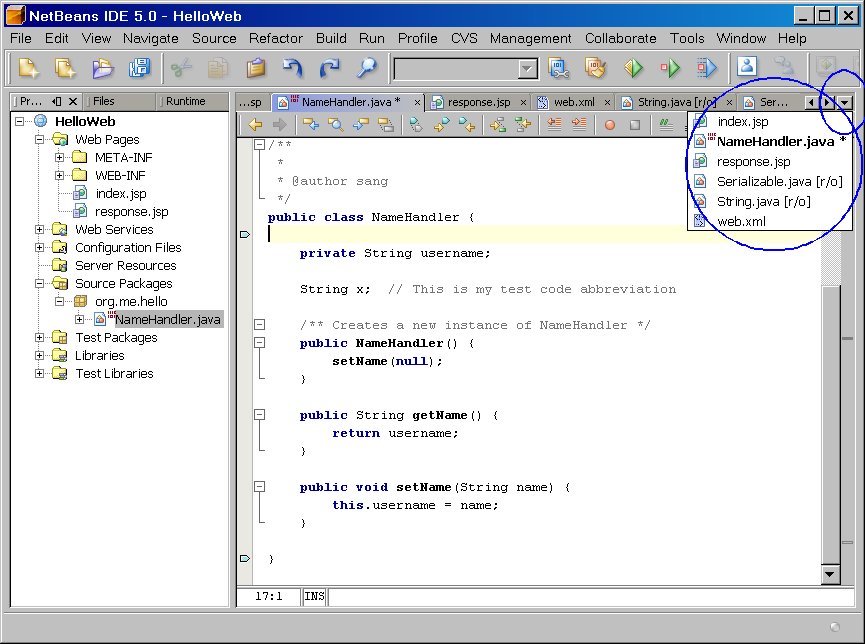 NetBeans IDE 5.0 - HelloWeb
File Edit View Navigate Source Refactor Build Run Profile CVS Management Collaborate Tools Window Help
Pr... Files Runtime
...sp NameHandler.java * response.jsp web.xml String.java [r/o] Ser...
HelloWeb
Web Pages
META-INF
WEB-INF
index.jsp
response.jsp
Web Services
Configuration Files
Server Resources
Source Packages
org.me.hello
NameHandler.java
Test Packages
Libraries
Test Libraries
index.jsp
NameHandler.java *
response.jsp
Serializable.java [r/o]
String.java [r/o]
web.xml
/**
*
* @author sang
*/
public class NameHandler {
private String username;
String x; // This is my test code abbreviation
/** Creates a new instance of NameHandler */
public NameHandler() {
setName(null);
}
public String getName() {
return username;
}
public void setName(String name) {
this.username = name;
}
}
17:1 INS